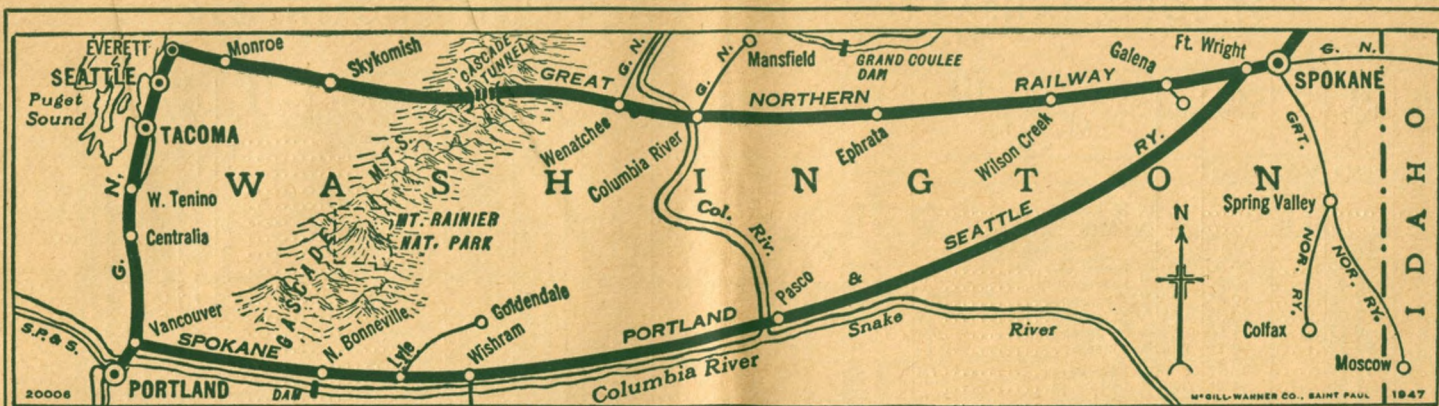 EVERETT
Monroe
Skykomish
CASCADE TUNNEL
GREAT
G. N.
G. N.
Mansfield
GRAND COULEE
DAM
NORTHERN
RAILWAY
Galena
Ft. Wright
SPOKANE
G. N.
SEATTLE
Puget
Sound
TACOMA
Wenatchee
Columbia River
Ephrata
Wilson Creek
RY.
GRT.
G. N.
W. Tenino
Centralia
WASHINGTON
IDAHO
CASCADE MTS.
MT. RAINIER
NAT. PARK
Col. Riv.
SEATTLE
&
Pasco
N
Spring Valley
NOR. RY.
NOR. RY.
Colfax
Moscow
Vancouver
S.P.& S.
SPOKANE
N. Bonneville
Lyle
Goldendale
Wishram
PORTLAND
Snake River
Columbia River
PORTLAND
DAM
20006
McGILL-WARNER CO., SAINT PAUL
1947